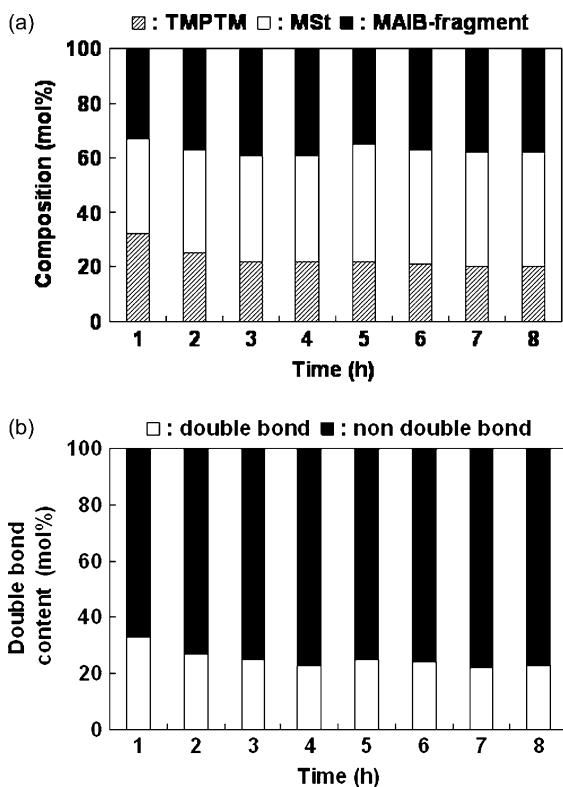 (a)
: TMPTM : MSt : MAIB-fragment
Composition (mol%)
100
80
60
40
20
0
1 2 3 4 5 6 7 8
Time (h)
(b)
: double bond : non double bond
Double bond
content (mol%)
100
80
60
40
20
0
1 2 3 4 5 6 7 8
Time (h)